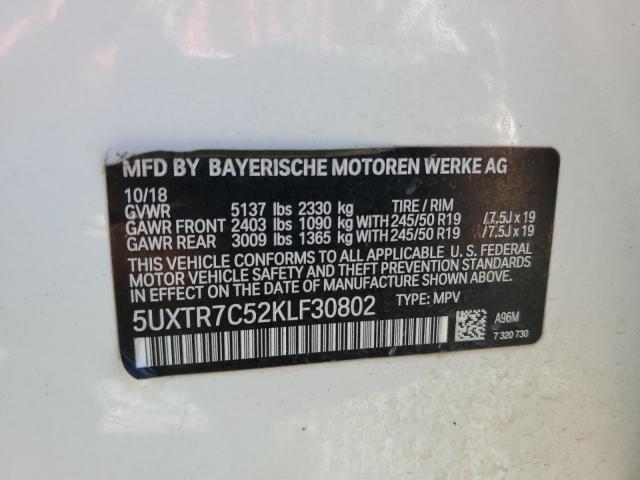 MFD BY BAYERISCHE MOTOREN WERKE AG
10/18
GVWR 5137 lbs 2330 kg TIRE / RIM
GAWR FRONT 2403 lbs 1090 kg WITH 245/50 R19 /7.5J x 19
GAWR REAR 3009 lbs 1365 kg WITH 245/50 R19 /7.5J x 19
THIS VEHICLE CONFORMS TO ALL APPLICABLE U. S. FEDERAL
MOTOR VEHICLE SAFETY AND THEFT PREVENTION STANDARDS
IN EFFECT ON THE DATE OF MANUFACTURE SHOWN ABOVE.
5UXTR7C52KLF30802 TYPE: MPV
A96M
7 320 730